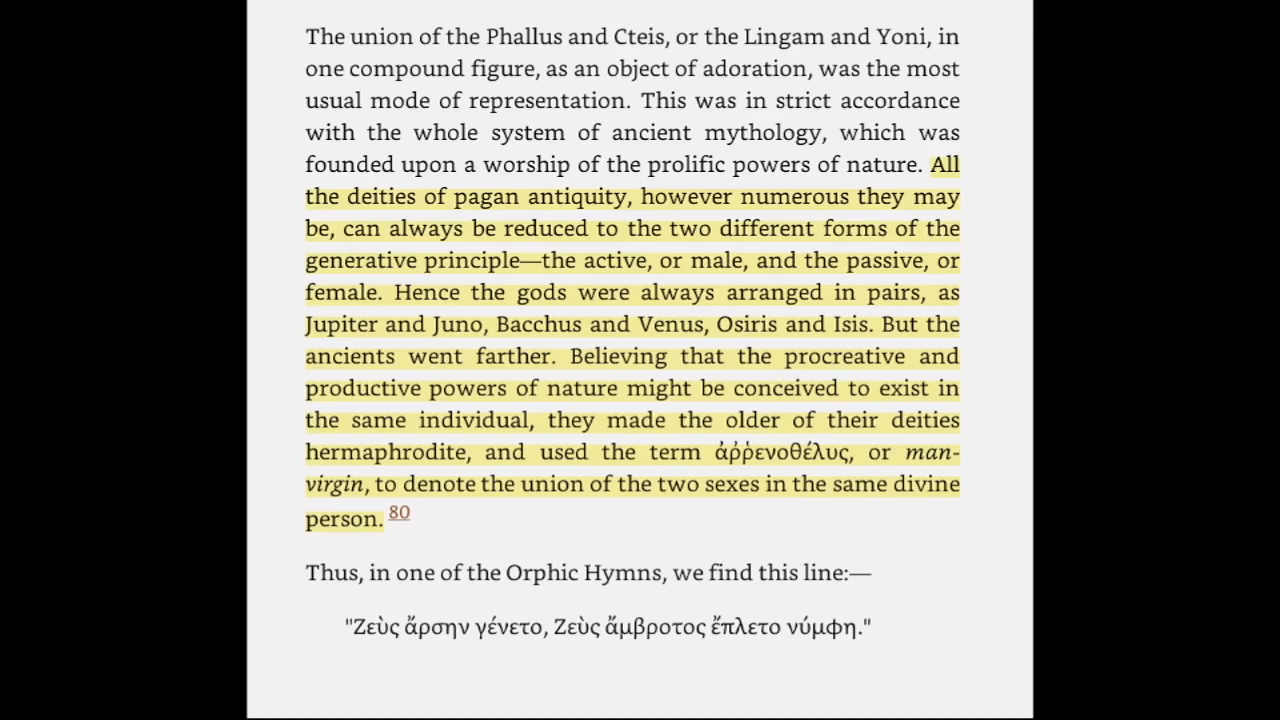 The union of the Phallus and Cteis, or the Lingam and Yoni, in
one compound figure, as an object of adoration, was the most
usual mode of representation. This was in strict accordance
with the whole system of ancient mythology, which was
founded upon a worship of the prolific powers of nature. All
the deities of pagan antiquity, however numerous they may
be, can always be reduced to the two different forms of the
generative principle—the active, or male, and the passive, or
female. Hence the gods were always arranged in pairs, as
Jupiter and Juno, Bacchus and Venus, Osiris and Isis. But the
ancients went farther. Believing that the procreative and
productive powers of nature might be conceived to exist in
the same individual, they made the older of their deities
hermaphrodite, and used the term ἀῤῥενοθέλυς, or man-
virgin, to denote the union of the two sexes in the same divine
person. 80
Thus, in one of the Orphic Hymns, we find this line:—
"Ζεὺς ἄρσην γένετο, Ζεὺς ἄμβροτος ἔπλετο νύμφη."